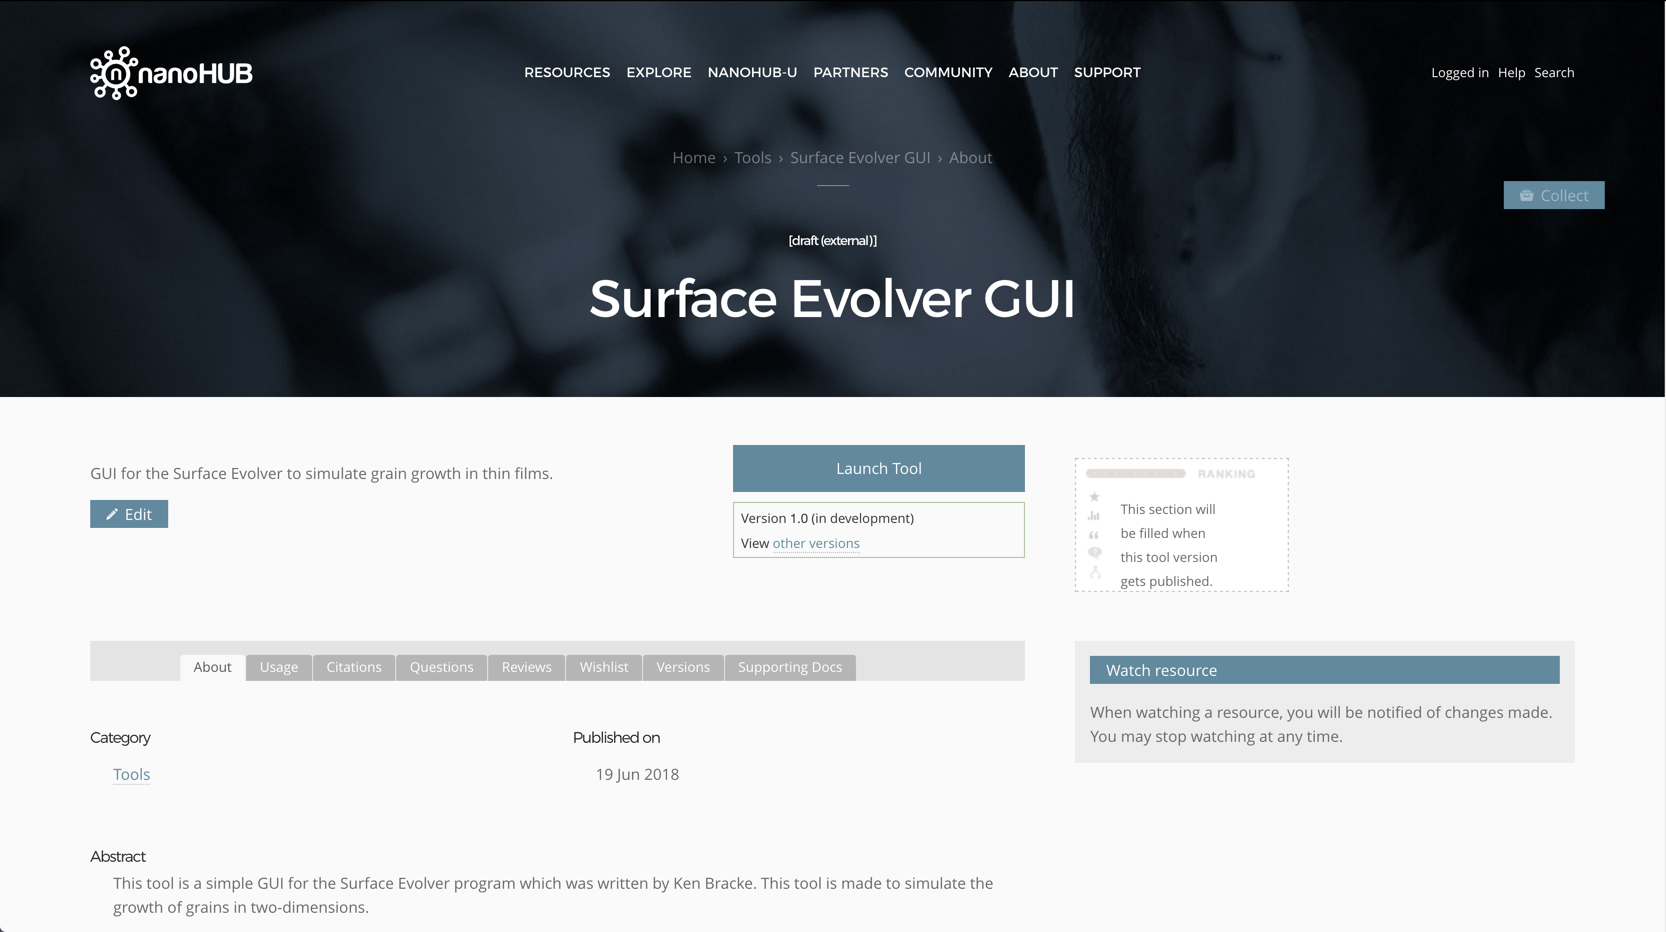 nanoHUB
RESOURCES EXPLORE NANOHUB-U PARTNERS COMMUNITY ABOUT SUPPORT
Logged in Help Search
Home › Tools › Surface Evolver GUI › About
Collect
[draft (external)]
Surface Evolver GUI
GUI for the Surface Evolver to simulate grain growth in thin films.
Edit
Launch Tool
Version 1.0 (in development)
View other versions
RANKING
This section will
be filled when
this tool version
gets published.
About Usage Citations Questions Reviews Wishlist Versions Supporting Docs
Watch resource
When watching a resource, you will be notified of changes made.
You may stop watching at any time.
Category
Tools
Published on
19 Jun 2018
Abstract
This tool is a simple GUI for the Surface Evolver program which was written by Ken Bracke. This tool is made to simulate the
growth of grains in two-dimensions.